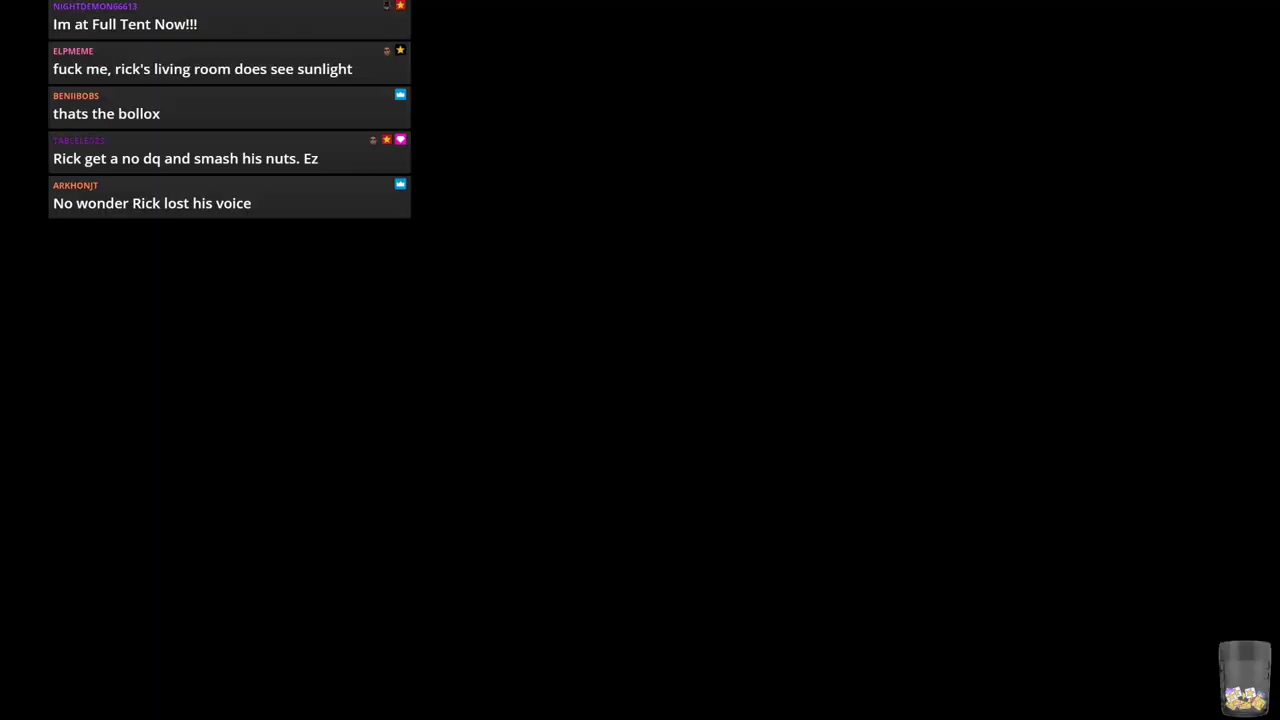 NIGHTDEMON66613
Im at Full Tent Now!!!
ELPMEME
fuck me, rick's living room does see sunlight
BENIIBOBS
thats the bollox
Rick get a no dq and smash his nuts. Ez
ARKHONJT
No wonder Rick lost his voice